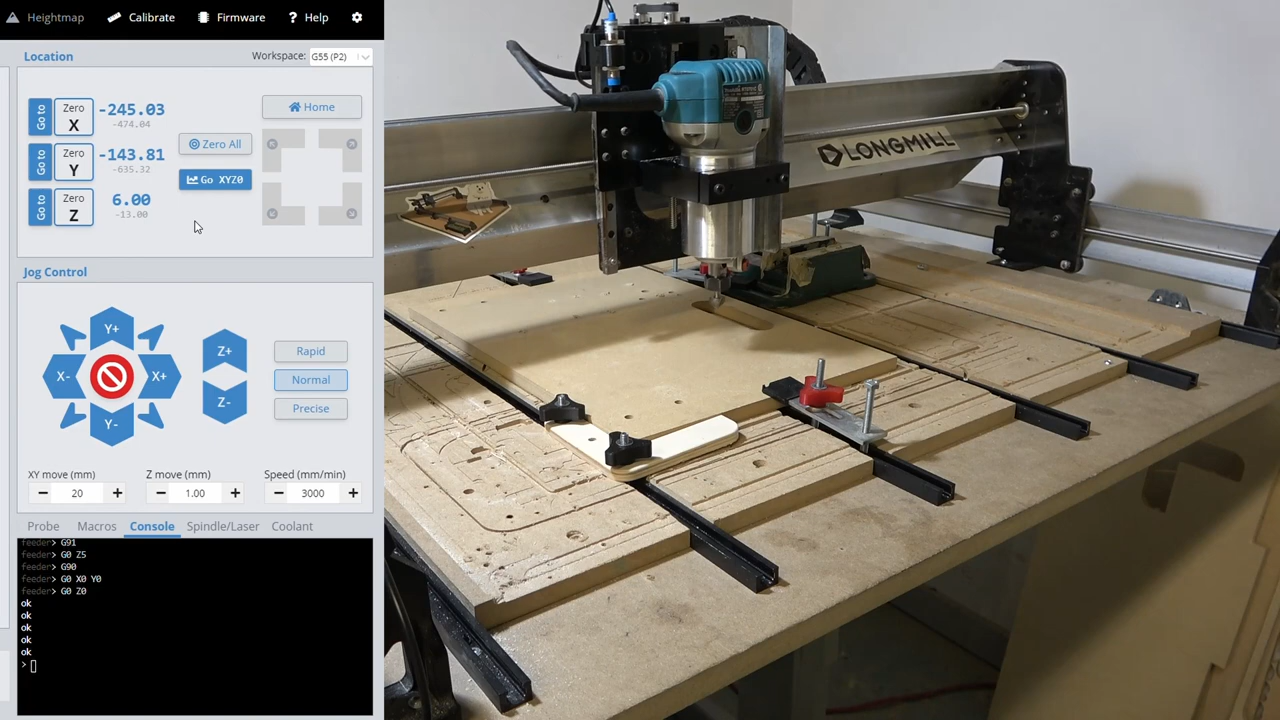 Heightmap Calibrate Firmware Help
Location Workspace: G55 (P2)
Go to Zero X -245.03 -474.04 Home
Go to Zero Y -143.81 -635.32 Zero All
Go XYZ0
Go to Zero Z 6.00 -13.00
Jog Control
Y+
X- X+
Y-
Z+
Z-
Rapid
Normal
Precise
XY move (mm) Z move (mm) Speed (mm/min)
− 20 + − 1.00 + − 3000 +
Probe Macros Console Spindle/Laser Coolant
feeder> G91
feeder> G0 Z5
feeder> G90
feeder> G0 X0 Y0
feeder> G0 Z0
ok
ok
ok
ok
ok
>
LONGMILL